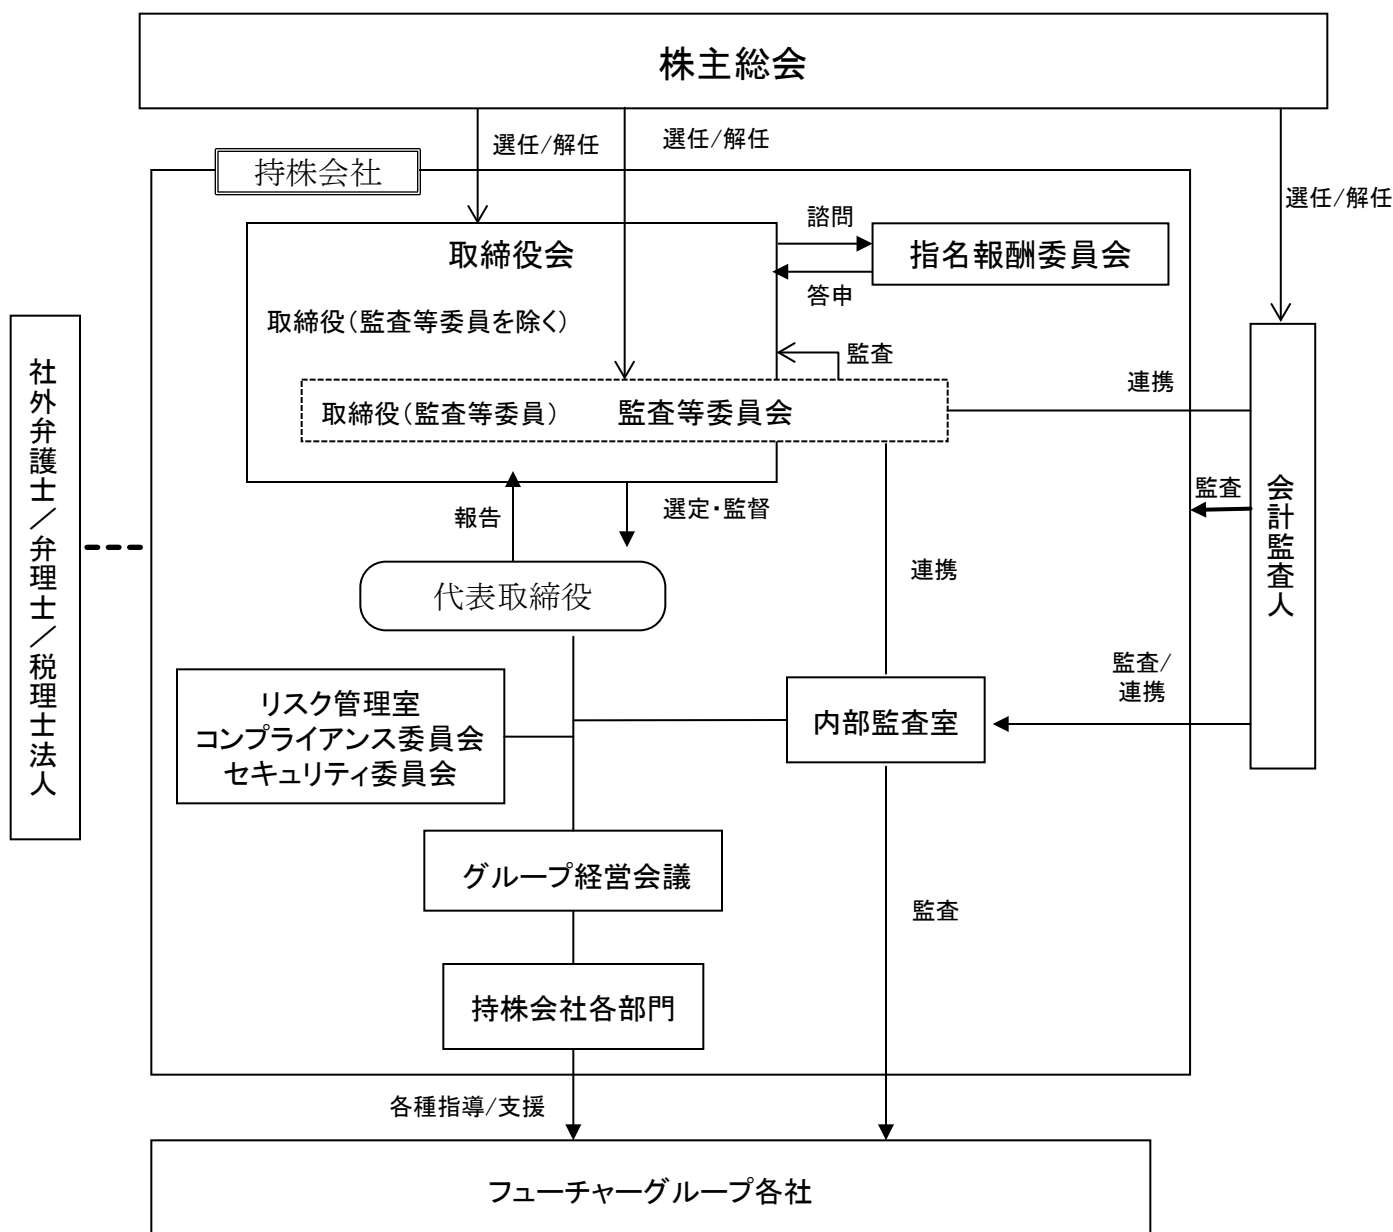 株主総会
選任/解任
選任/解任
選任/解任
持株会社
取締役会
諮問
指名報酬委員会
答申
取締役(監査等委員を除く)
監査
取締役(監査等委員)
監査等委員会
連携
社外弁護士/弁理士/税理士法人
会計監査人
監査
報告
選定・監督
連携
代表取締役
監査/
連携
リスク管理室
コンプライアンス委員会
セキュリティ委員会
内部監査室
グループ経営会議
監査
持株会社各部門
各種指導/支援
フューチャーグループ各社